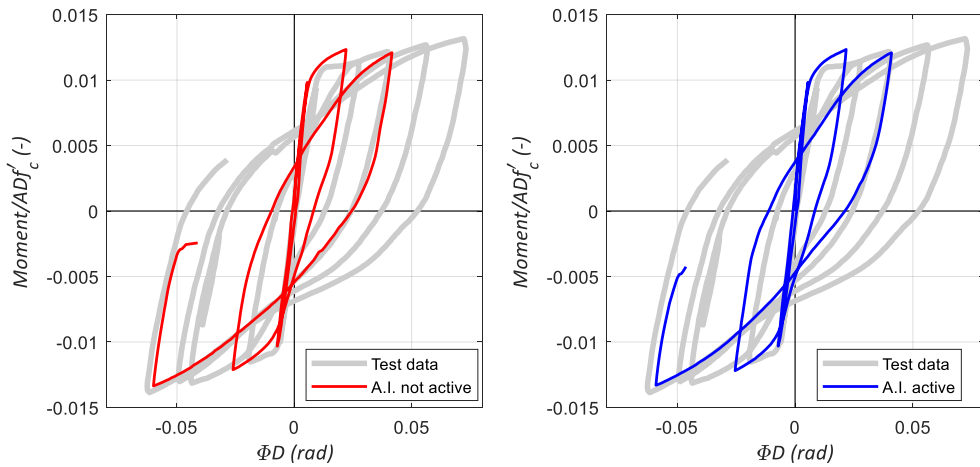 0.015
0.01
0.005
0
-0.005
-0.01
-0.015
-0.05
0
0.05
Moment/ADf′c (-)
ΦD (rad)
Test data
A.I. not active
0.015
0.01
0.005
0
-0.005
-0.01
-0.015
-0.05
0
0.05
Moment/ADf′c (-)
ΦD (rad)
Test data
A.I. active